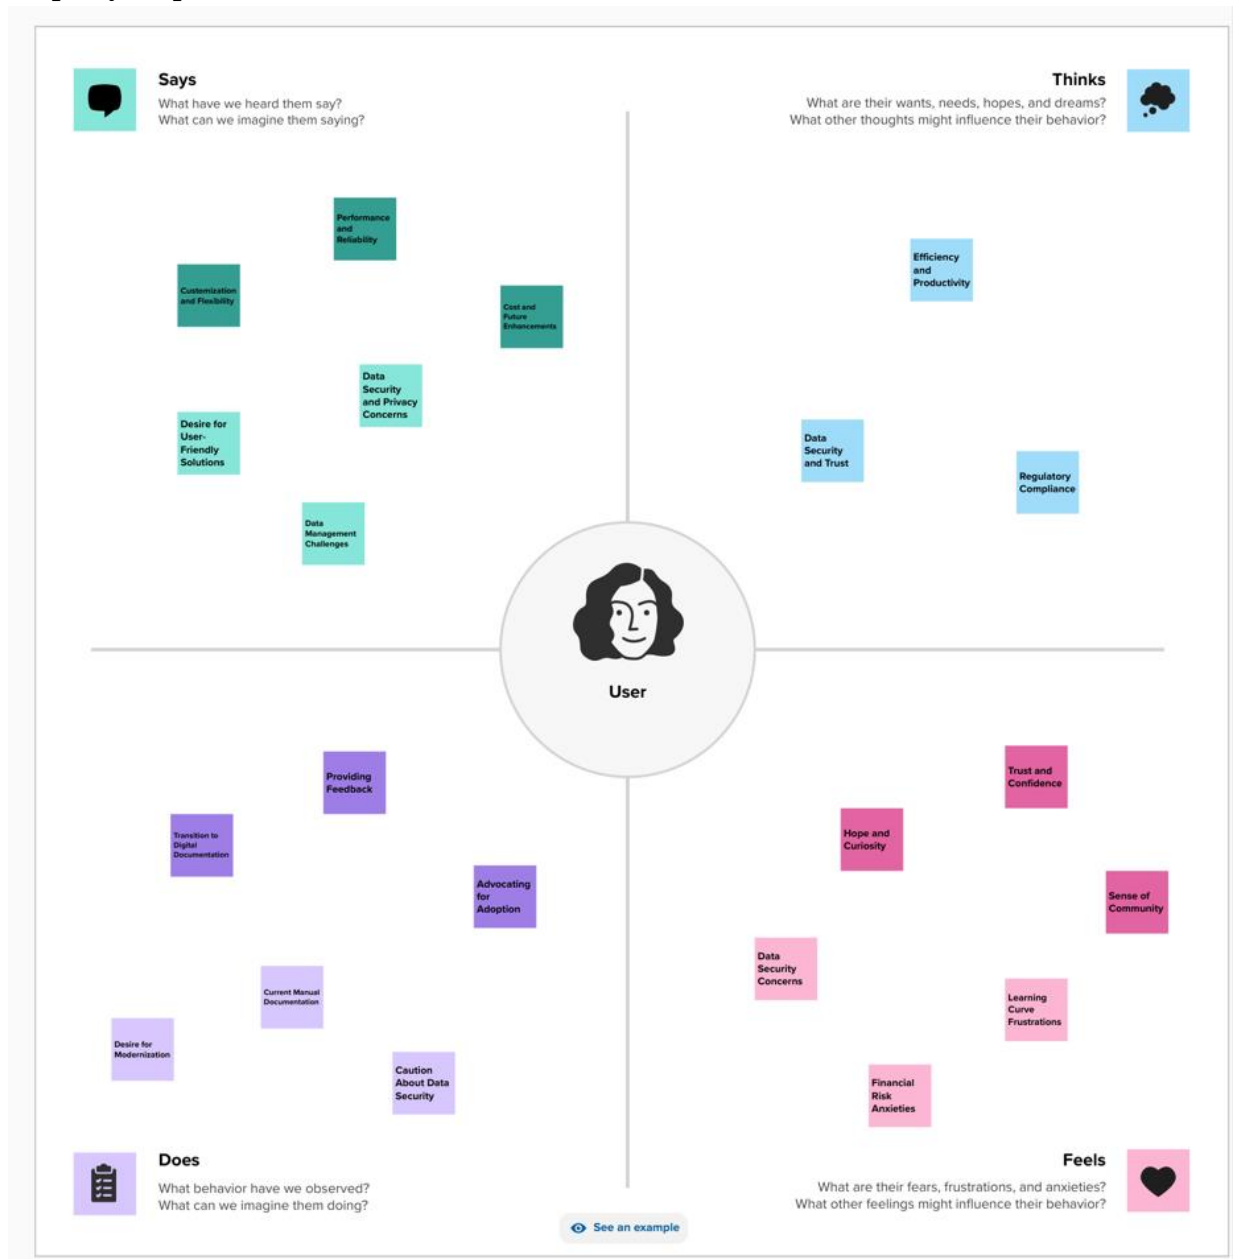 Says
What have we heard them say?
What can we imagine them saying?
Thinks
What are their wants, needs, hopes, and dreams?
What other thoughts might influence their behavior?
Performance
and
Reliability
Customization
and Flexibility
Cost and
Future
Enhancements
Data
Security
and Privacy
Concerns
Desire for
User-
Friendly
Solutions
Data
Management
Challenges
Efficiency
and
Productivity
Data
Security
and Trust
Regulatory
Compliance
User
Providing
Feedback
Transition to
Digital
Documentation
Advocating
for
Adoption
Current Manual
Documentation
Desire for
Modernization
Caution
About Data
Security
Trust and
Confidence
Hope and
Curiosity
Sense of
Community
Data
Security
Concerns
Learning
Curve
Frustrations
Financial
Risk
Anxieties
Does
What behavior have we observed?
What can we imagine them doing?
Feels
What are their fears, frustrations, and anxieties?
What other feelings might influence their behavior?
See an example